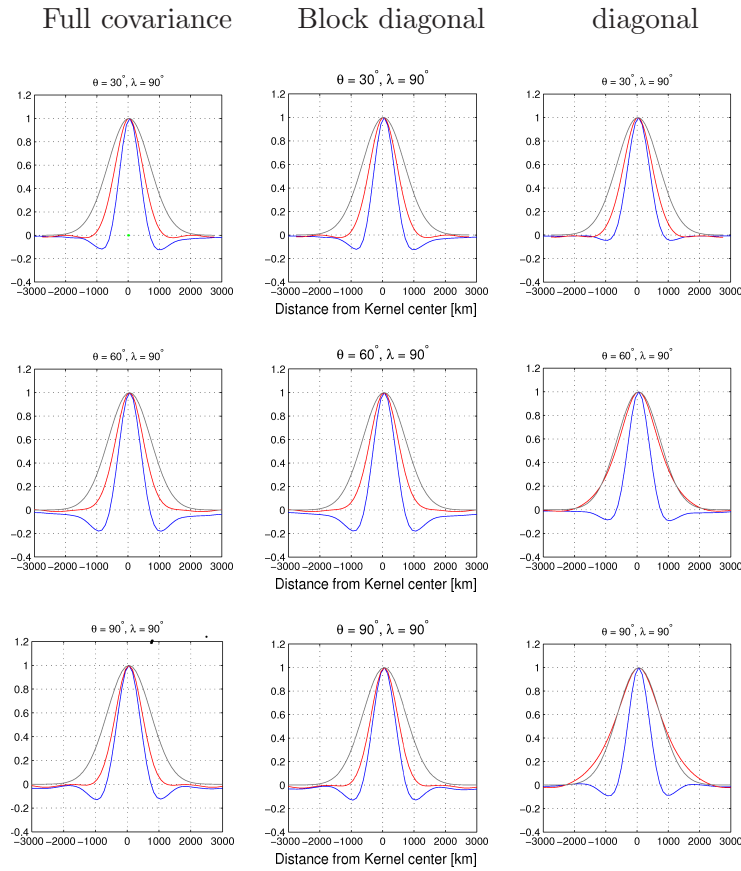 Full covariance Block diagonal diagonal
θ = 30°, λ = 90° θ = 30°, λ = 90° θ = 30°, λ = 90°
1.2 1.2 1.2
1 1 1
0.8 0.8 0.8
0.6 0.6 0.6
0.4 0.4 0.4
0.2 0.2 0.2
0 0 0
−0.2 −0.2 −0.2
−0.4 −0.4 −0.4
−3000 −2000 −1000 0 1000 2000 3000 −3000 −2000 −1000 0 1000 2000 3000 −3000 −2000 −1000 0 1000 2000 3000
Distance from Kernel center [km]
θ = 60°, λ = 90° θ = 60°, λ = 90° θ = 60°, λ = 90°
1.2 1.2 1.2
1 1 1
0.8 0.8 0.8
0.6 0.6 0.6
0.4 0.4 0.4
0.2 0.2 0.2
0 0 0
−0.2 −0.2 −0.2
−0.4 −0.4 −0.4
−3000 −2000 −1000 0 1000 2000 3000 −3000 −2000 −1000 0 1000 2000 3000 −3000 −2000 −1000 0 1000 2000 3000
Distance from Kernel center [km]
θ = 90°, λ = 90° θ = 90°, λ = 90° θ = 90°, λ = 90°
1.2 1.2 1.2
1 1 1
0.8 0.8 0.8
0.6 0.6 0.6
0.4 0.4 0.4
0.2 0.2 0.2
0 0 0
−0.2 −0.2 −0.2
−0.4 −0.4 −0.4
−3000 −2000 −1000 0 1000 2000 3000 −3000 −2000 −1000 0 1000 2000 3000 −3000 −2000 −1000 0 1000 2000 3000
Distance from Kernel center [km]